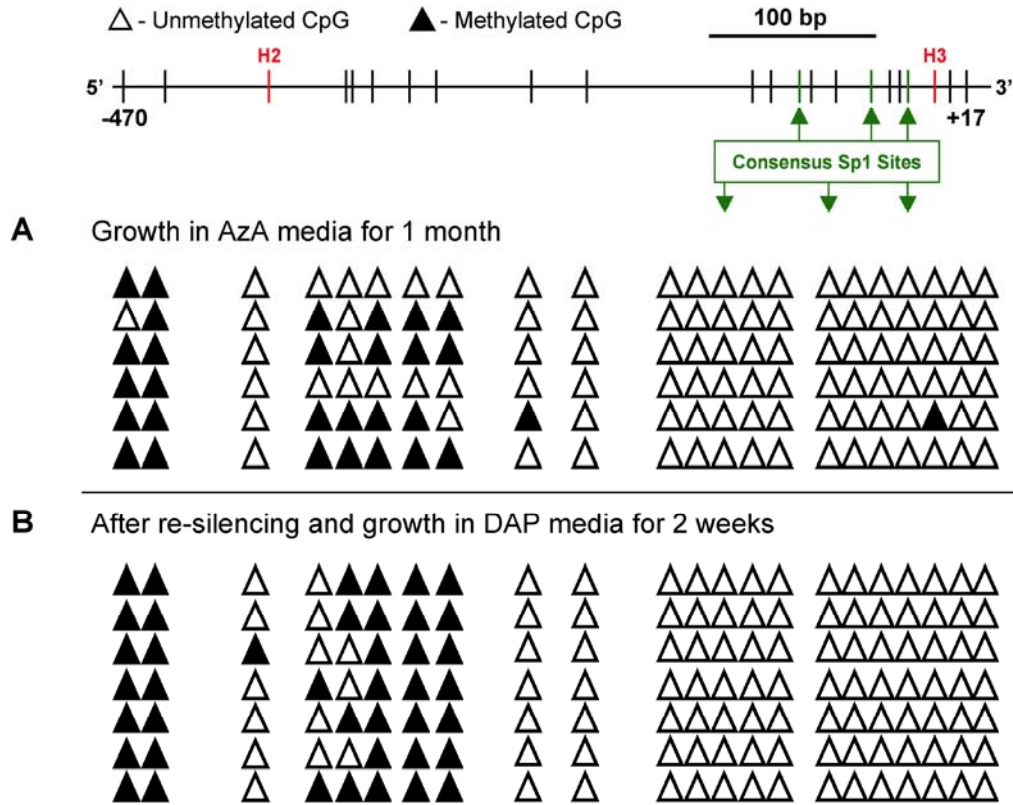 - Unmethylated CpG
- Methylated CpG
100 bp
H2
H3
5'
3'
-470
+17
Consensus Sp1 Sites
A Growth in AzA media for 1 month
B After re-silencing and growth in DAP media for 2 weeks